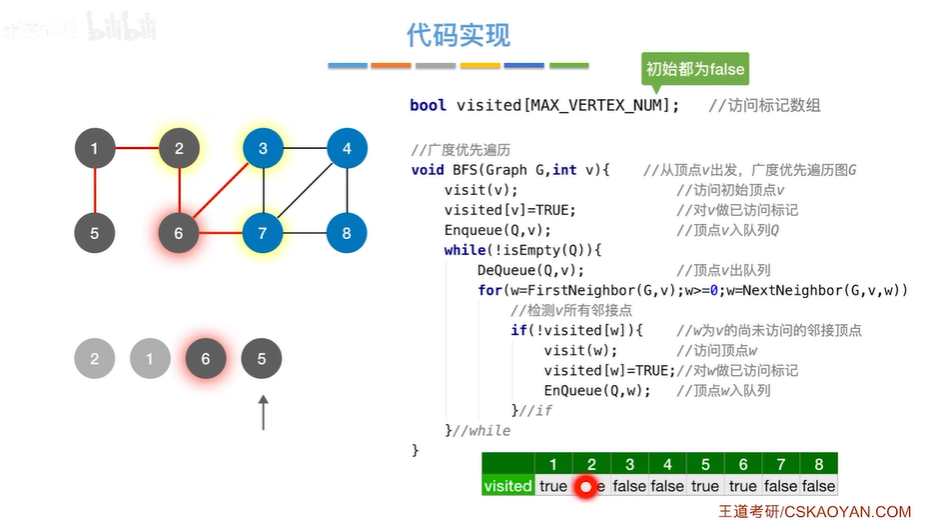 bilibili
代码实现
初始都为false
bool visited[MAX_VERTEX_NUM]; //访问标记数组
//广度优先遍历
void BFS(Graph G,int v){ //从顶点v出发，广度优先遍历图G
visit(v); //访问初始顶点v
visited[v]=TRUE; //对v做已访问标记
Enqueue(Q,v); //顶点v入队列Q
while(!isEmpty(Q)){
DeQueue(Q,v); //顶点v出队列
for(w=FirstNeighbor(G,v);w>=0;w=NextNeighbor(G,v,w))
//检测v所有邻接点
if(!visited[w]){ //w为v的尚未访问的邻接顶点
visit(w); //访问顶点w
visited[w]=TRUE;//对w做已访问标记
EnQueue(Q,w); //顶点w入队列
}//if
}//while
}
1 2 3 4
5 6 7 8
2 1 6 5
1 2 3 4 5 6 7 8
visited true false false true true false false
王道考研/CSKAOYAN.COM